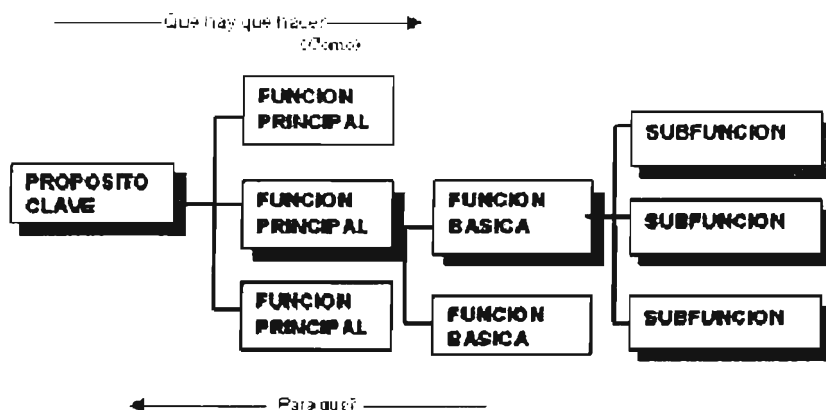 Que hay que hacer
(Como)
FUNCION
PRINCIPAL
SUBFUNCION
PROPOSITO
CLAVE
FUNCION
PRINCIPAL
FUNCION
BASICA
SUBFUNCION
FUNCION
PRINCIPAL
FUNCION
BASICA
SUBFUNCION
Para que?